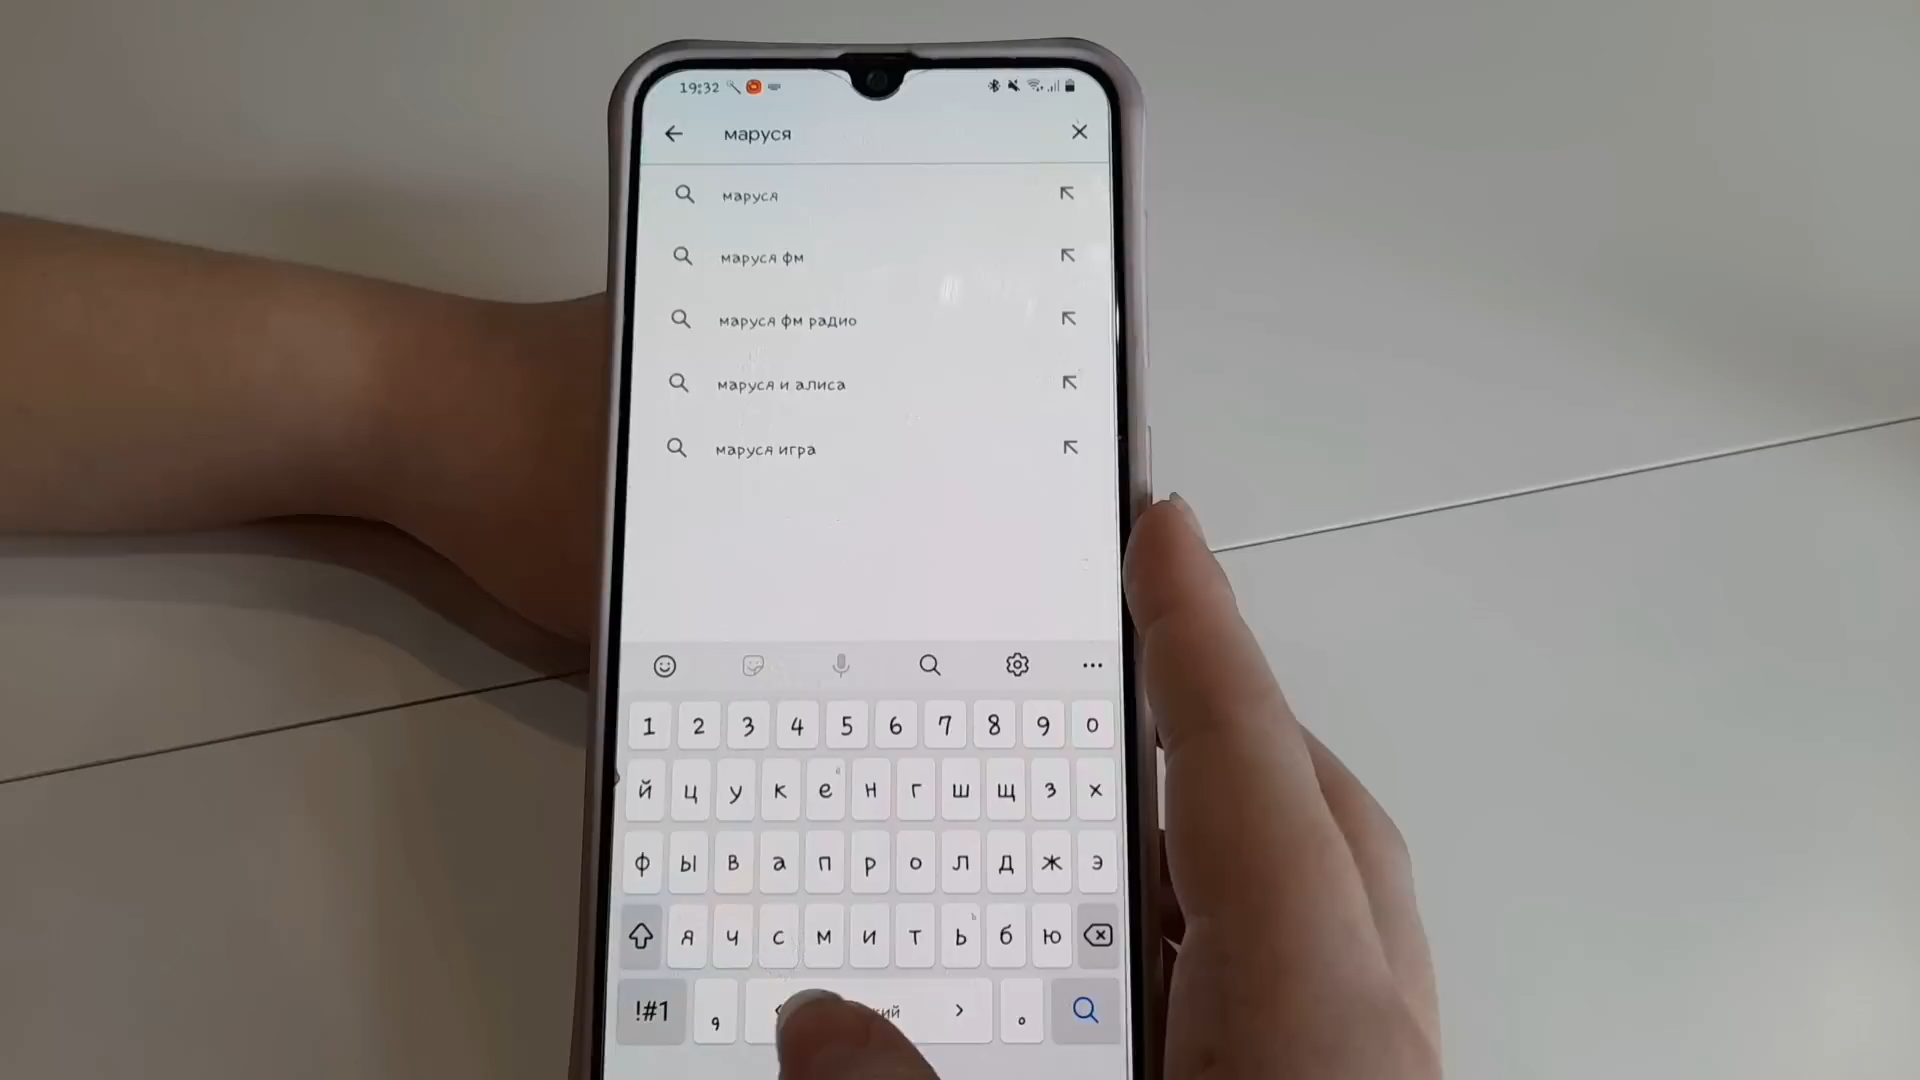 19:32
маруся
маруся
маруся фм
маруся фм радио
маруся и алиса
маруся игра
1 2 3 4 5 6 7 8 9 0
й ц у к е н г ш щ з х
ф ы в а п р о л д ж э
я ч с м и т ь б ю
!#1 , < > .